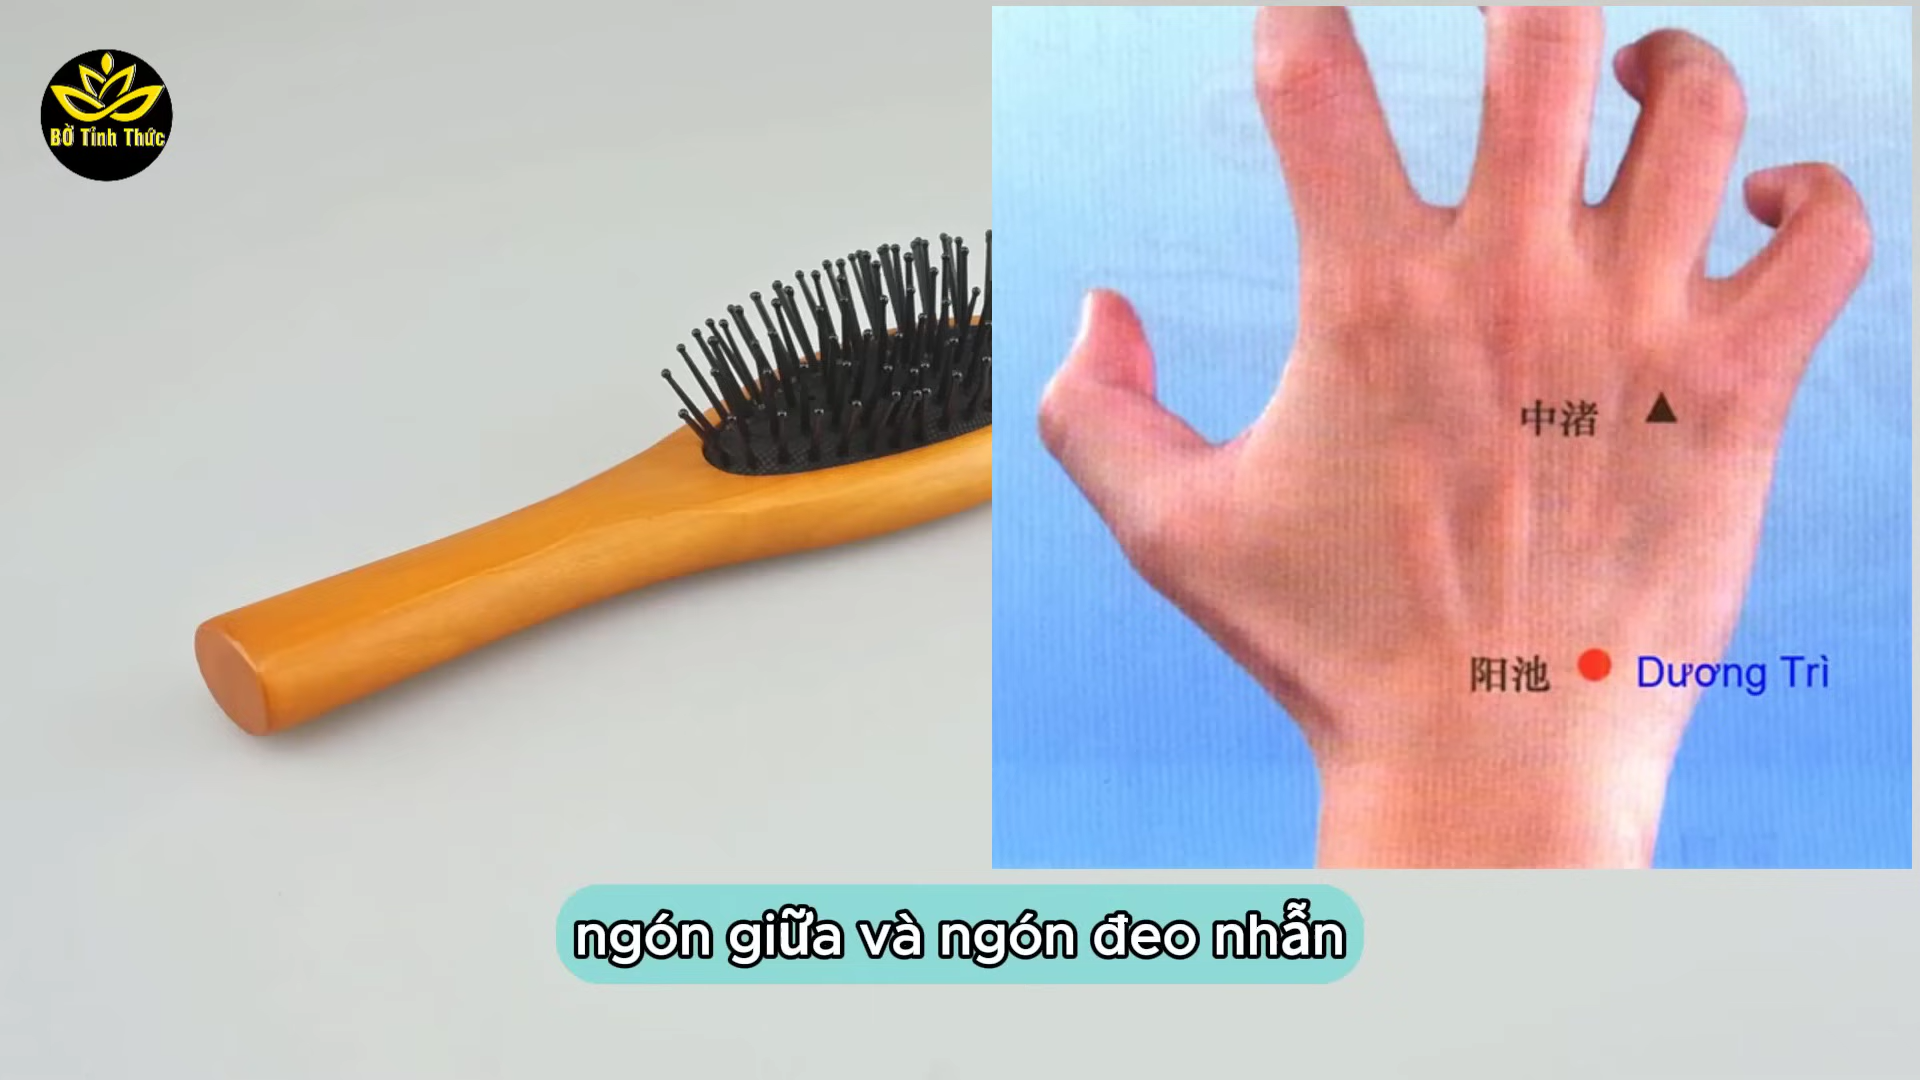 BỜ Tỉnh Thức
中渚
阳池 Dương Trì
ngón giữa và ngón đeo nhẫn